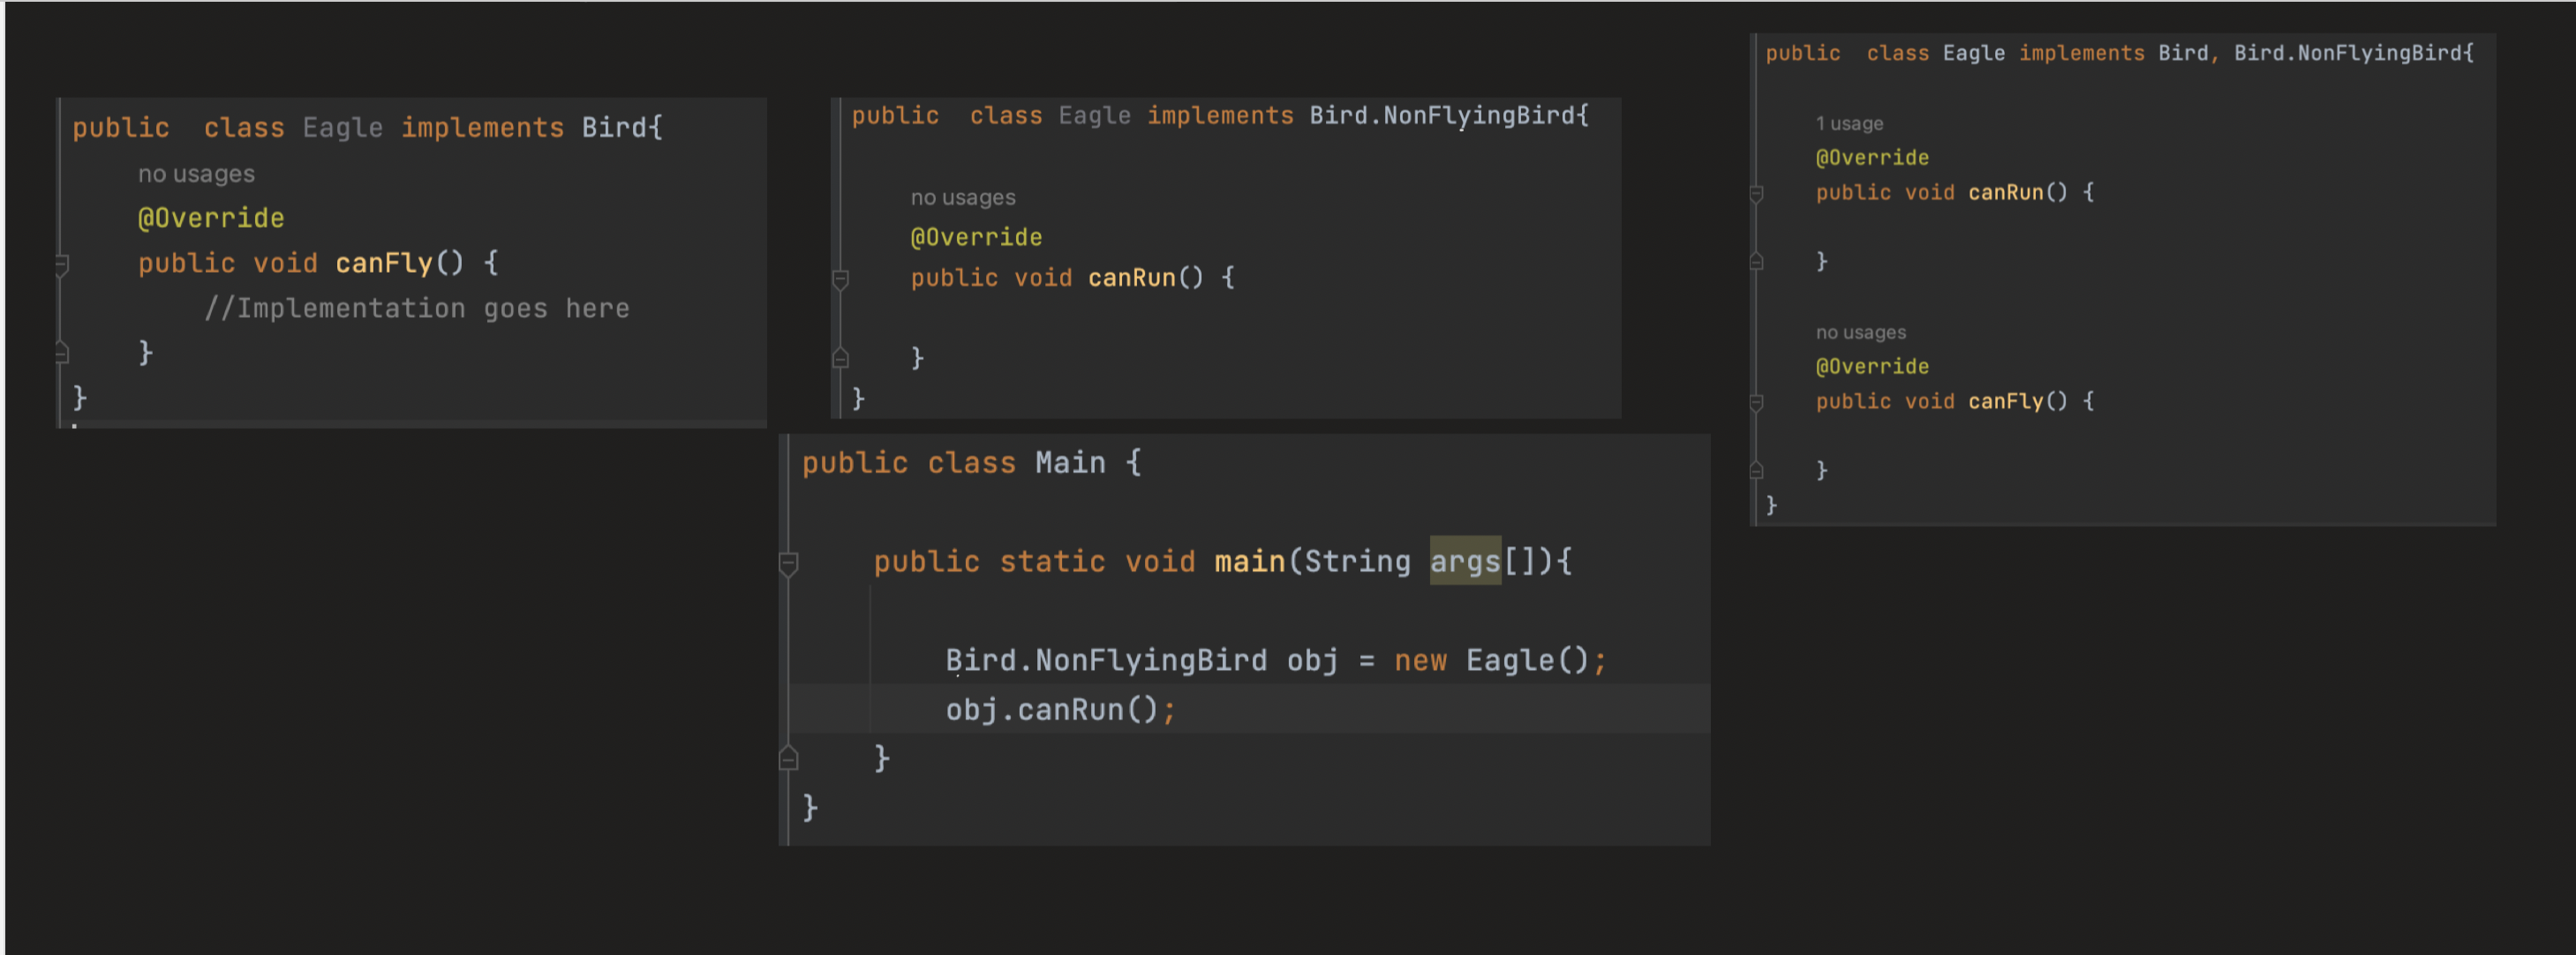 public  class Eagle implements Bird{
no usages
@Override
public void canFly() {
//Implementation goes here
}
}
public  class Eagle implements Bird.NonFlyingBird{
no usages
@Override
public void canRun() {
}
}
public class Main {
public static void main(String args[]){
Bird.NonFlyingBird obj = new Eagle();
obj.canRun();
}
}
public  class Eagle implements Bird, Bird.NonFlyingBird{
1 usage
@Override
public void canRun() {
}
no usages
@Override
public void canFly() {
}
}